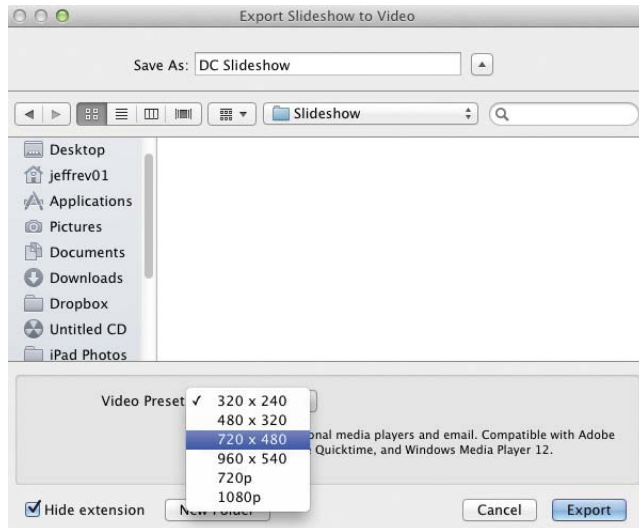 Export Slideshow to Video
Save As: DC Slideshow
Slideshow
Desktop
jeffrev01
Applications
Pictures
Documents
Downloads
Dropbox
Untitled CD
iPad Photos
Video Preset ✓ 320 x 240
480 x 320
720 x 480
960 x 540
720p
1080p
onal media players and email. Compatible with Adobe
Quicktime, and Windows Media Player 12.
Hide extension
New Folder
Cancel
Export